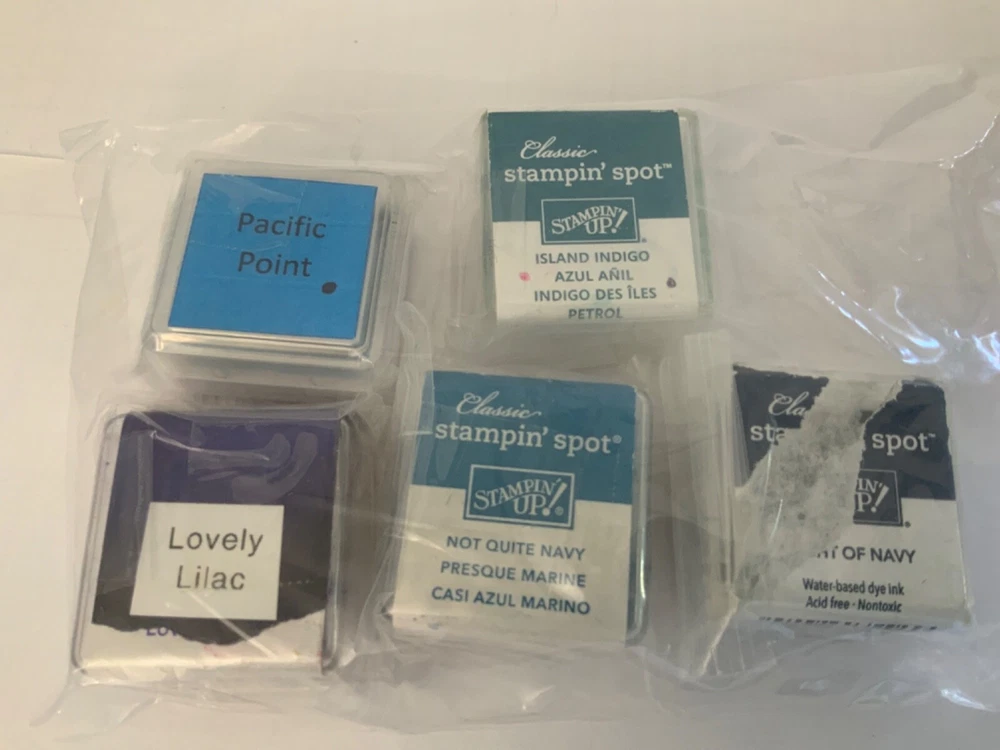 Pacific
Point
Classic
stampin' spot™
STAMPIN'
UP!®
ISLAND INDIGO
AZUL AÑIL
INDIGO DES ÎLES
PETROL
Lovely
Lilac
Classic
stampin' spot®
STAMPIN'
UP!®
NOT QUITE NAVY
PRESQUE MARINE
CASI AZUL MARINO
spot™
OF NAVY
Water-based dye ink
Acid free · Nontoxic